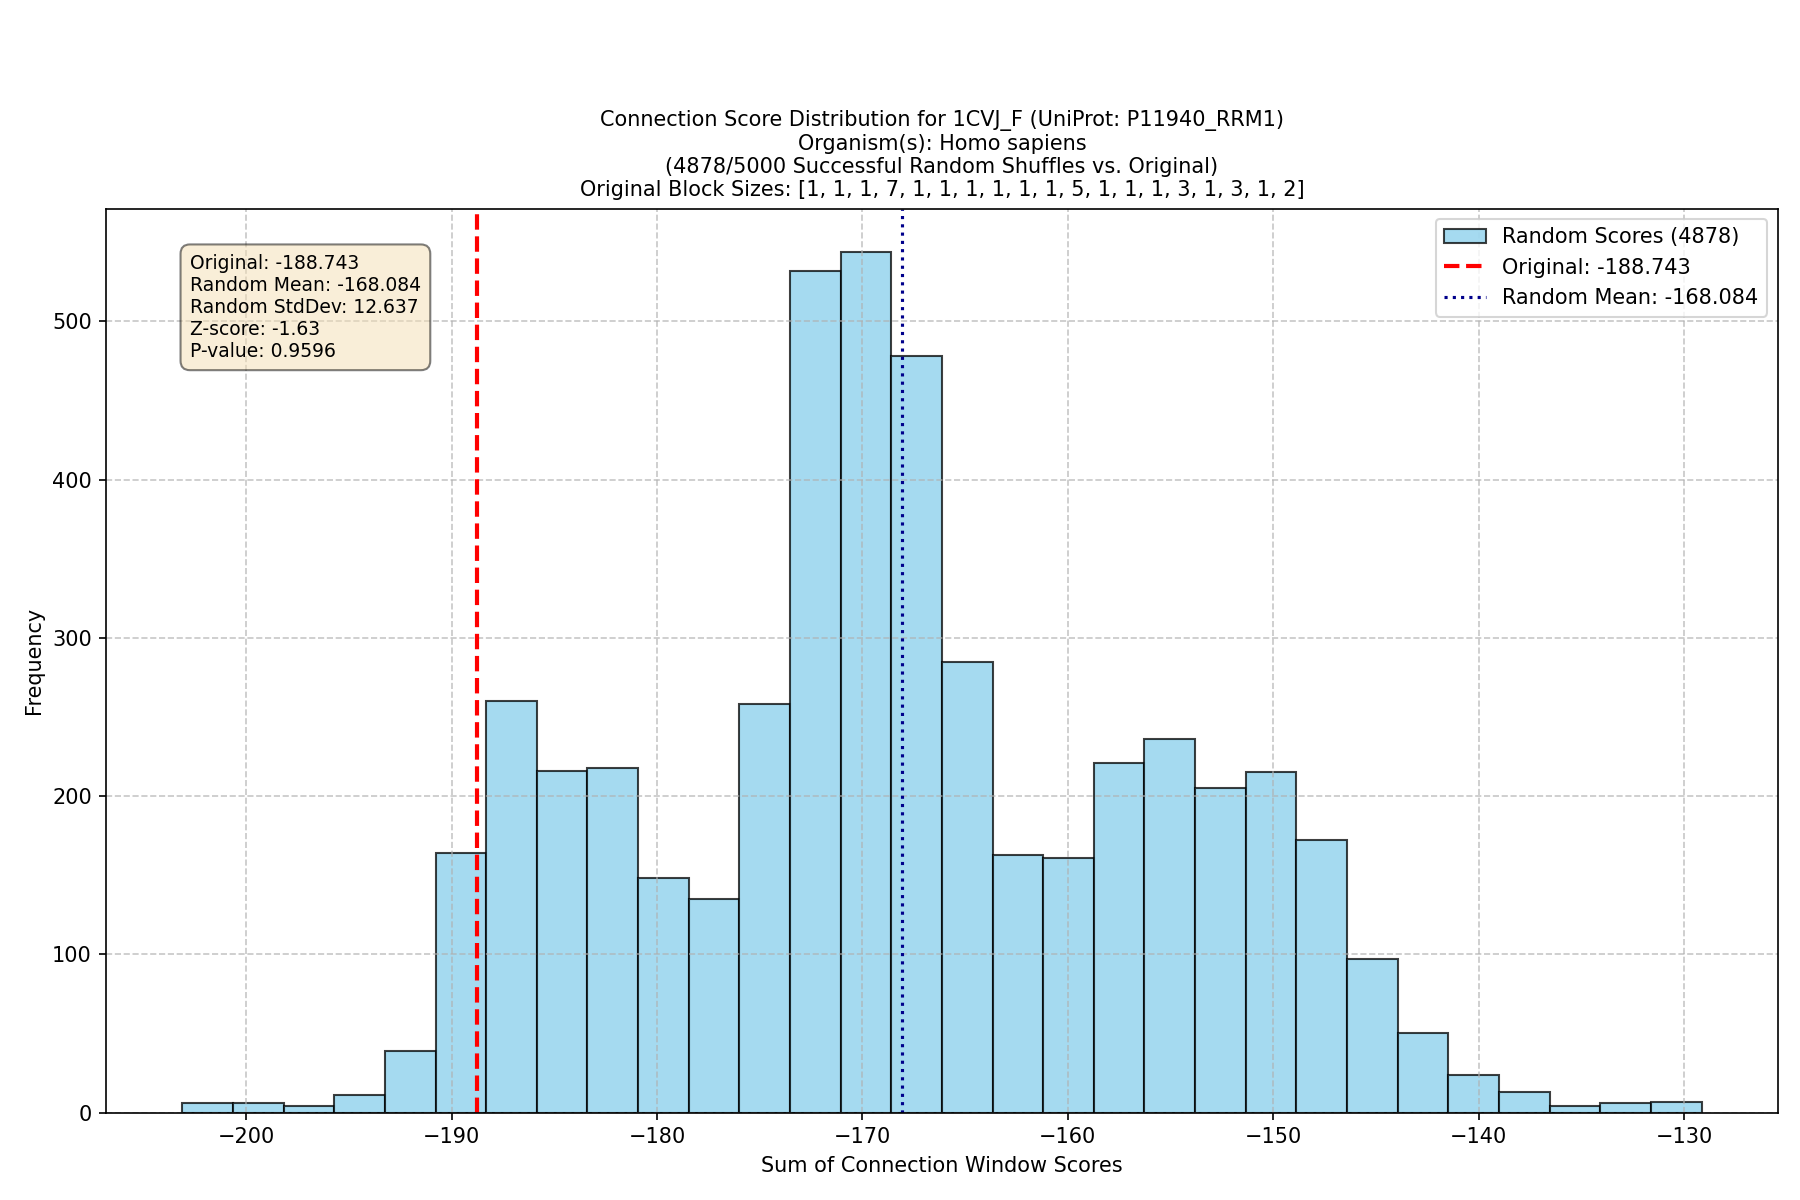 Connection Score Distribution for 1CVJ_F (UniProt: P11940_RRM1)
Organism(s): Homo sapiens
(4878/5000 Successful Random Shuffles vs. Original)
Original Block Sizes: [1, 1, 1, 7, 1, 1, 1, 1, 1, 1, 5, 1, 1, 1, 3, 1, 3, 1, 2]
Original: -188.743
Random Mean: -168.084
Random StdDev: 12.637
Z-score: -1.63
P-value: 0.9596
Random Scores (4878)
Original: -188.743
Random Mean: -168.084
Frequency
500
400
300
200
100
0
−200
−190
−180
−170
−160
−150
−140
−130
Sum of Connection Window Scores